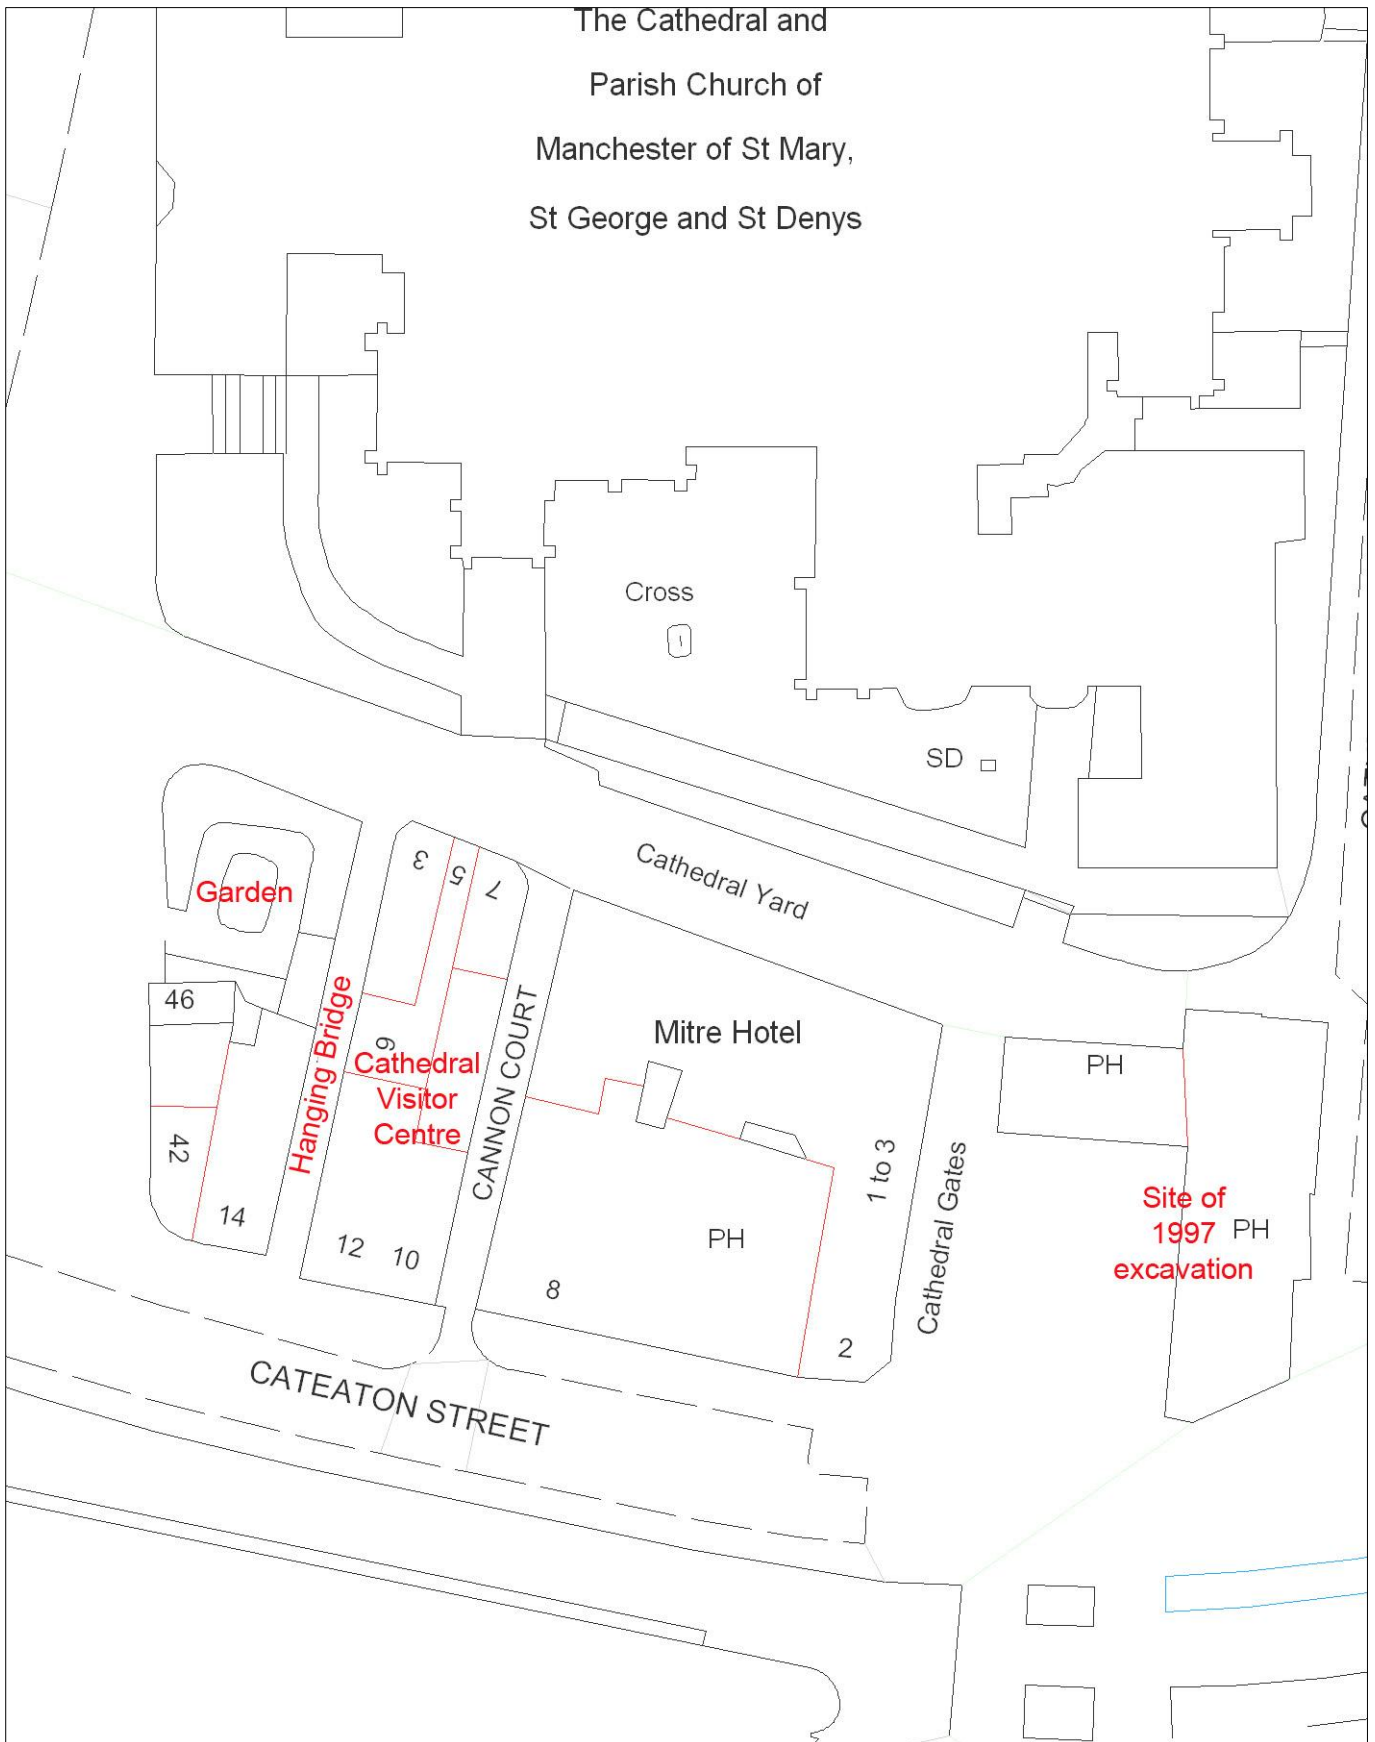 The Cathedral and
Parish Church of
Manchester of St Mary,
St George and St Denys
Cross
SD
Cathedral Yard
3
5
7
Garden
46
Hanging Bridge
9
Cathedral
Visitor
Centre
CANNON COURT
Mitre Hotel
PH
42
14
12
10
8
PH
1 to 3
2
Cathedral Gates
Site of
1997
excavation
PH
CATEATON STREET